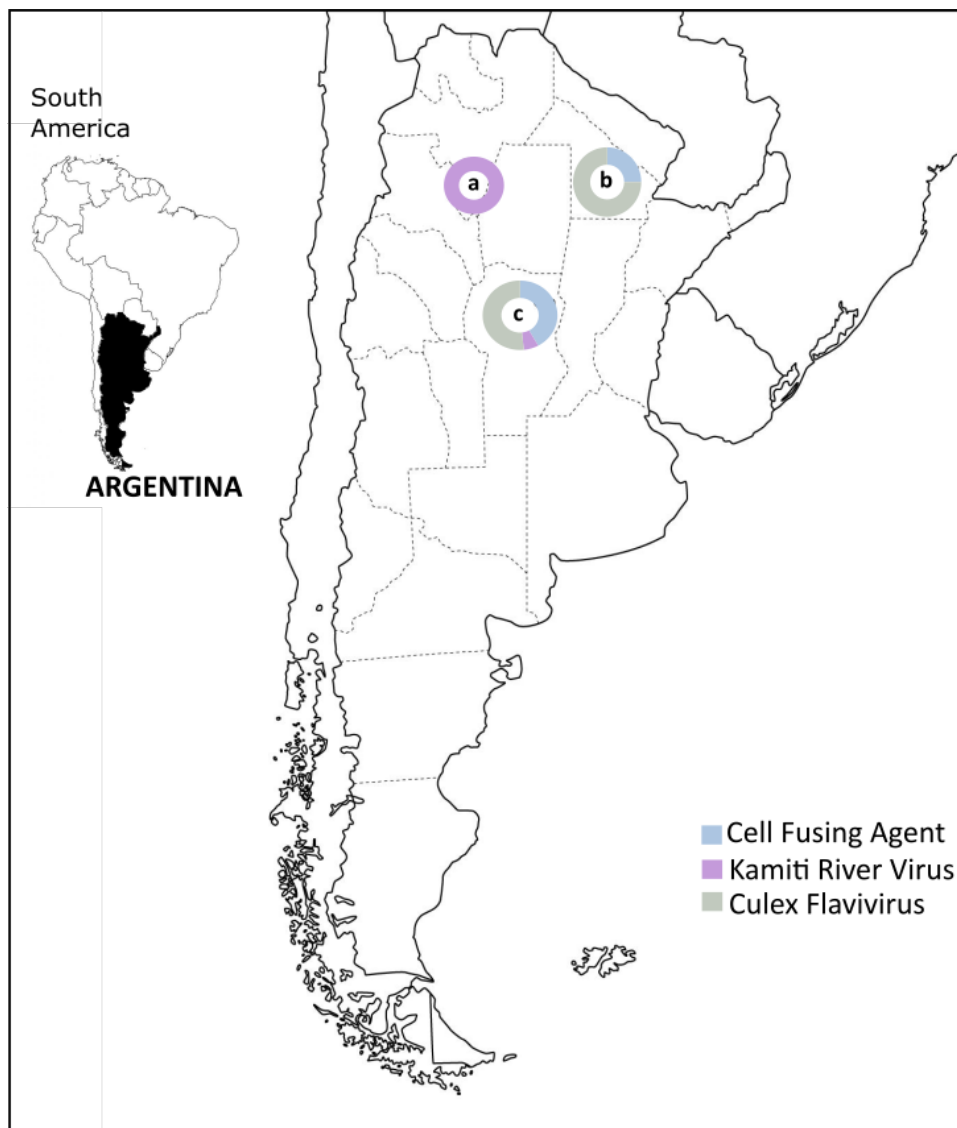 South
America
ARGENTINA
a
b
c
Cell Fusing Agent
Kamiti River Virus
Culex Flavivirus